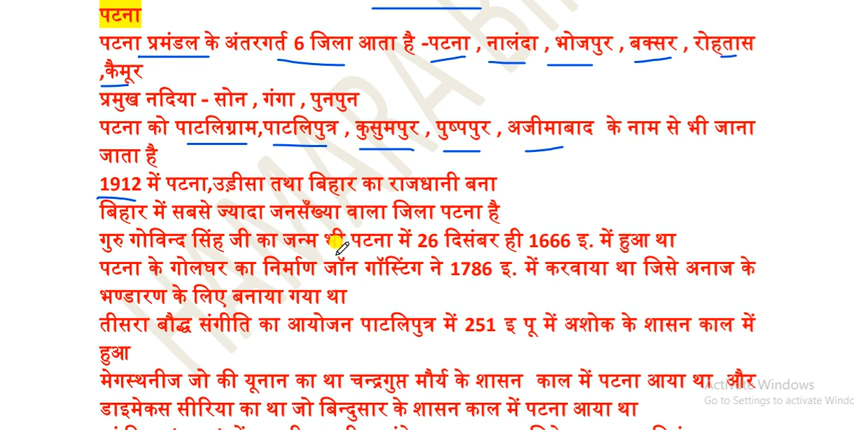 पटना
पटना प्रमंडल के अंतरगर्त 6 जिला आता है -पटना , नालंदा , भोजपुर , बक्सर , रोहतास
,कैमूर
प्रमुख नदिया - सोन , गंगा , पुनपुन
पटना को पाटलिग्राम,पाटलिपुत्र , कुसुमपुर , पुष्पपुर , अजीमाबाद के नाम से भी जाना
जाता है
1912 में पटना,उड़ीसा तथा बिहार का राजधानी बना
बिहार में सबसे ज्यादा जनसँख्या वाला जिला पटना है
गुरु गोविन्द सिंह जी का जन्म भी पटना में 26 दिसंबर ही 1666 इ. में हुआ था
पटना के गोलघर का निर्माण जॉन गॉस्टिंग ने 1786 इ. में करवाया था जिसे अनाज के
भण्डारण के लिए बनाया गया था
तीसरा बौद्ध संगीति का आयोजन पाटलिपुत्र में 251 इ पू में अशोक के शासन काल में
हुआ
मेगस्थनीज जो की यूनान का था चन्द्रगुप्त मौर्य के शासन काल में पटना आया था और
डाइमेकस सीरिया का था जो बिन्दुसार के शासन काल में पटना आया था
Activate Windows
Go to Settings to activate Windows